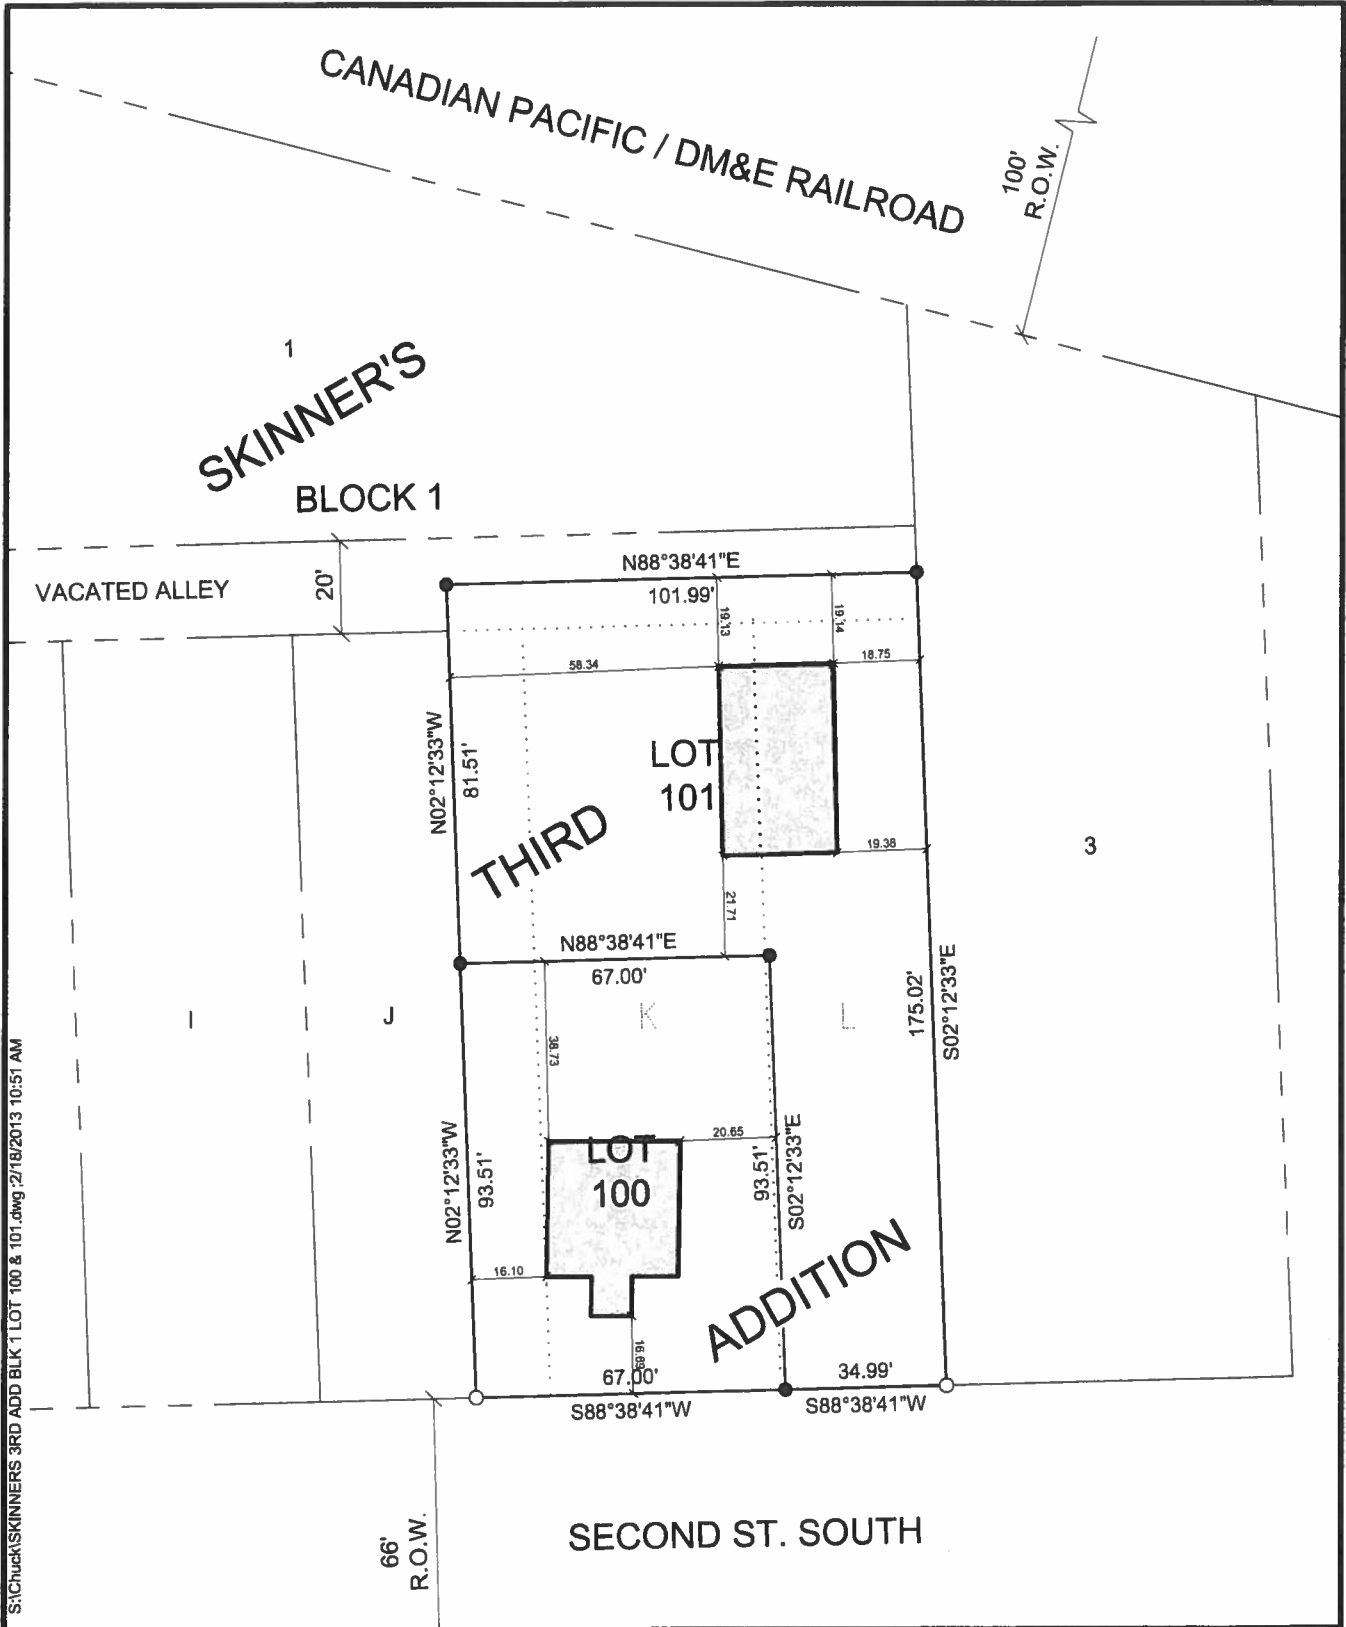 CANADIAN PACIFIC / DM&E RAILROAD
100'
R.O.W.
1
SKINNER'S
BLOCK 1
VACATED ALLEY
20'
N88°38'41"E
101.99'
19.13
19.14
58.34
18.75
N02°12'33"W
81.51'
LOT
101
THIRD
19.38
3
21.71
N88°38'41"E
67.00'
I
J
K
L
175.02'
S02°12'33"E
38.73
LOT
100
20.65
N02°12'33"W
93.51'
93.51'
S02°12'33"E
16.10
ADDITION
16.69
67.00'
34.99'
S88°38'41"W
S88°38'41"W
66'
R.O.W.
SECOND ST. SOUTH
S:\Chuck\SKINNERS 3RD ADD BLK 1 LOT 100 & 101.dwg ;2/18/2013 10:51 AM